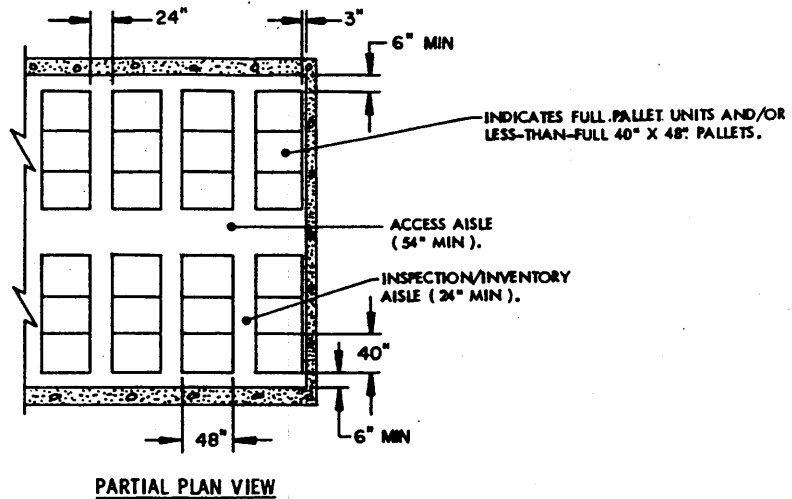 24"
3"
6" MIN
INDICATES FULL PALLET UNITS AND/OR
LESS-THAN-FULL 40" X 48" PALLETS.
ACCESS AISLE
( 54" MIN ).
INSPECTION/INVENTORY
AISLE ( 24" MIN ).
40"
48"
6" MIN
PARTIAL PLAN VIEW